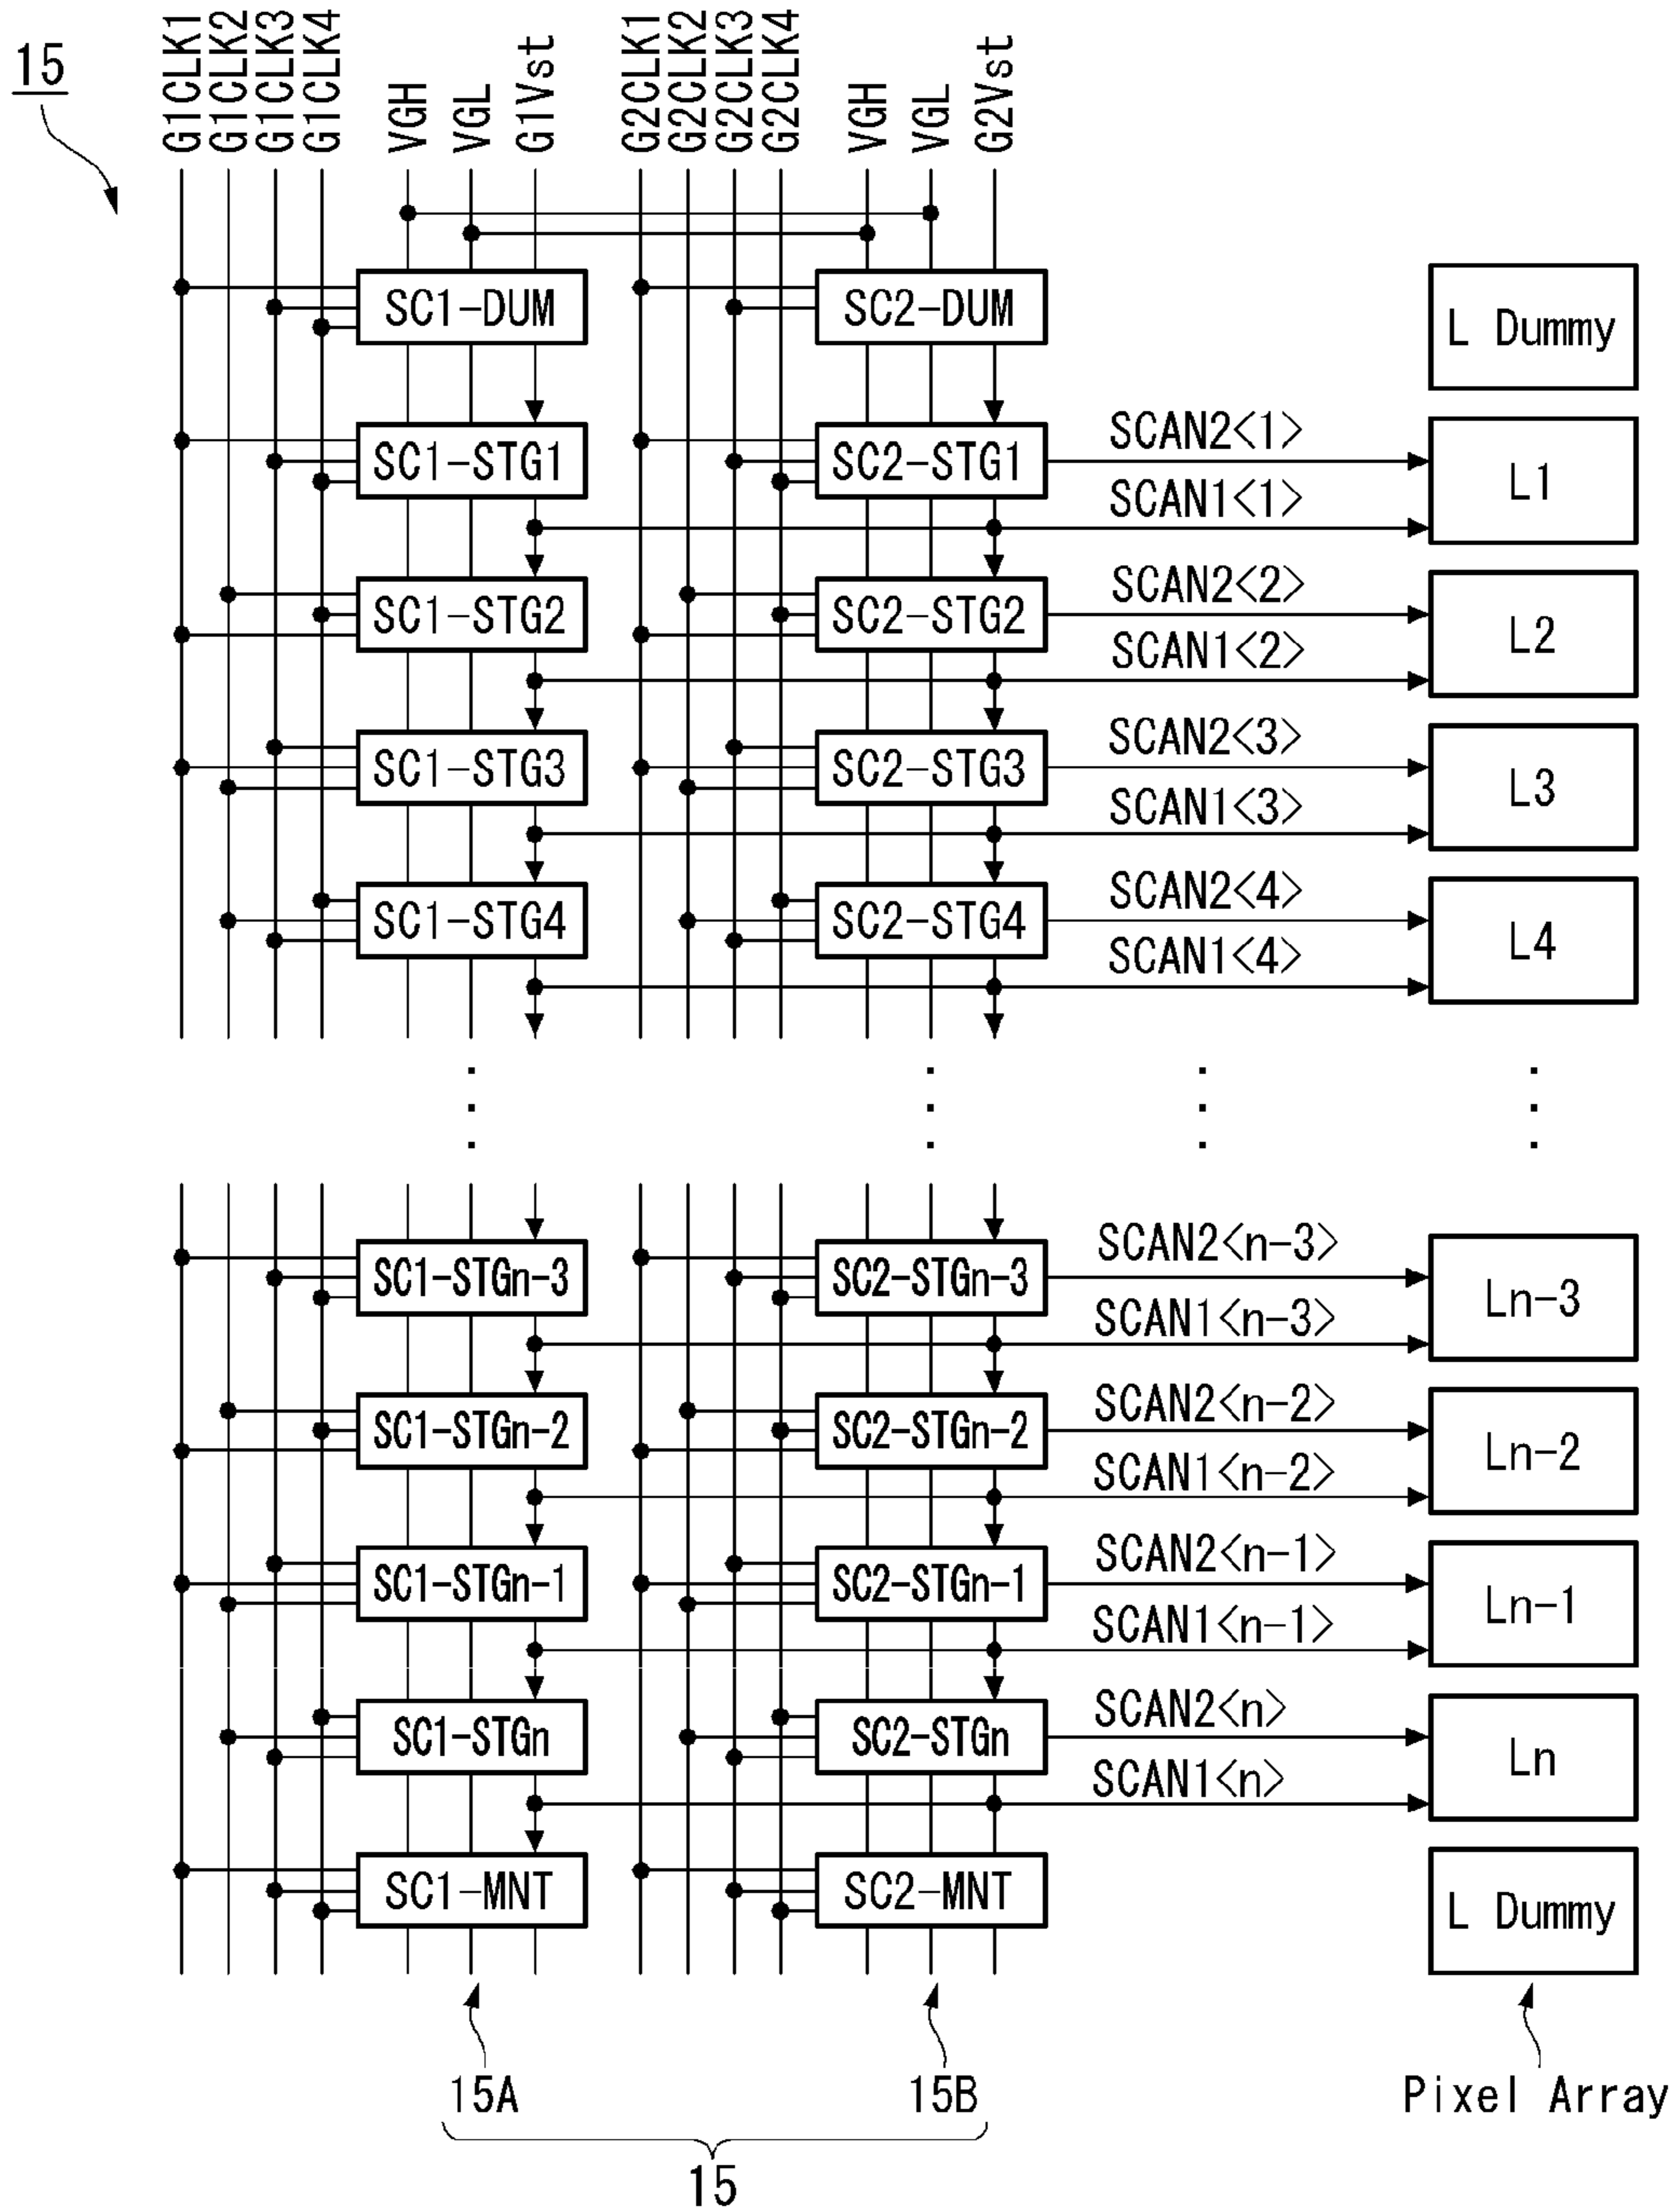 15
G1CLK1
G1CLK2
G1CLK3
G1CLK4
VGH
VGL
G1Vst
G2CLK1
G2CLK2
G2CLK3
G2CLK4
VGH
VGL
G2Vst
SC1-DUM
SC2-DUM
L Dummy
SC1-STG1
SC2-STG1
SCAN2<1>
SCAN1<1>
L1
SC1-STG2
SC2-STG2
SCAN2<2>
SCAN1<2>
L2
SC1-STG3
SC2-STG3
SCAN2<3>
SCAN1<3>
L3
SC1-STG4
SC2-STG4
SCAN2<4>
SCAN1<4>
L4
SC1-STGn-3
SC2-STGn-3
SCAN2<n-3>
SCAN1<n-3>
Ln-3
SC1-STGn-2
SC2-STGn-2
SCAN2<n-2>
SCAN1<n-2>
Ln-2
SC1-STGn-1
SC2-STGn-1
SCAN2<n-1>
SCAN1<n-1>
Ln-1
SC1-STGn
SC2-STGn
SCAN2<n>
SCAN1<n>
Ln
SC1-MNT
SC2-MNT
L Dummy
15A
15B
Pixel Array
15